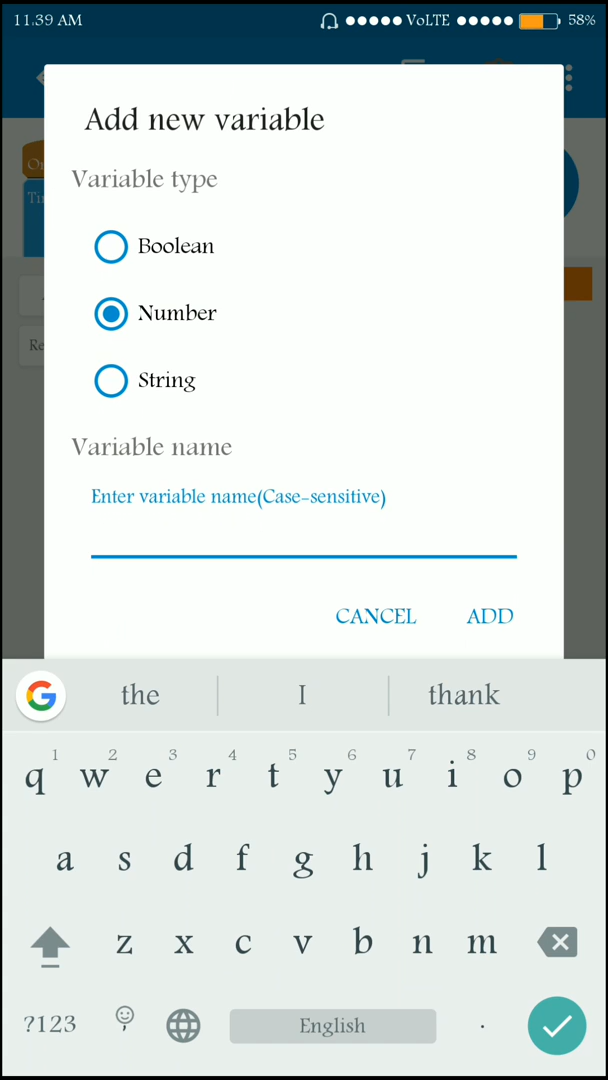 11.39 AM VoLTE 58%
Add new variable
Variable type
Boolean
Number
String
Variable name
Enter variable name(Case-sensitive)
CANCEL ADD
the I thank
1 2 3 4 5 6 7 8 9 0
q w e r t y u i o p
a s d f g h j k l
z x c v b n m
?123 English .